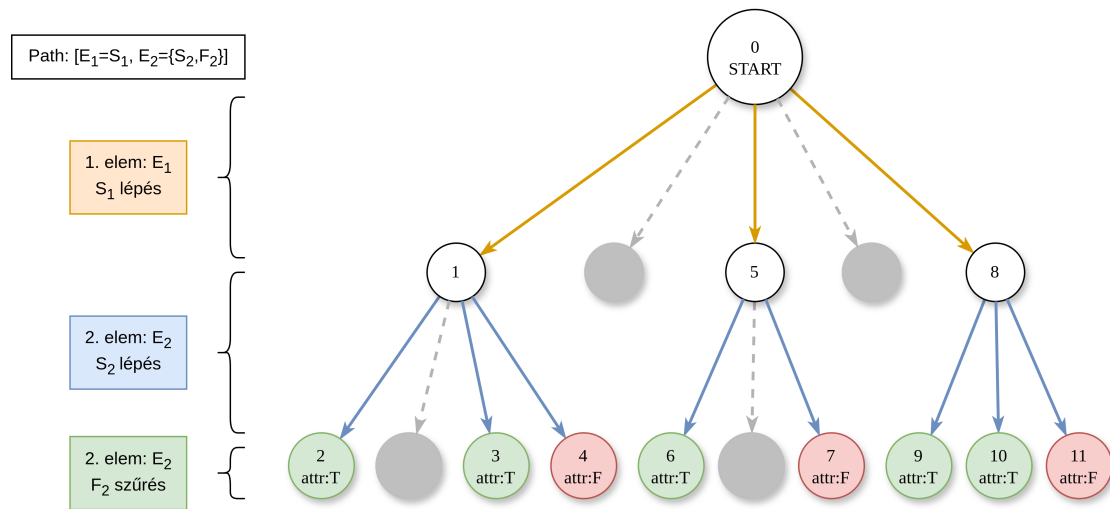 0
START
Path: [E₁=S₁, E₂={S₂,F₂}]
1. elem: E₁
S₁ lépés
1
5
8
2. elem: E₂
S₂ lépés
2
attr:T
3
attr:T
4
attr:F
6
attr:T
7
attr:F
9
attr:T
10
attr:T
11
attr:F
2. elem: E₂
F₂ szűrés